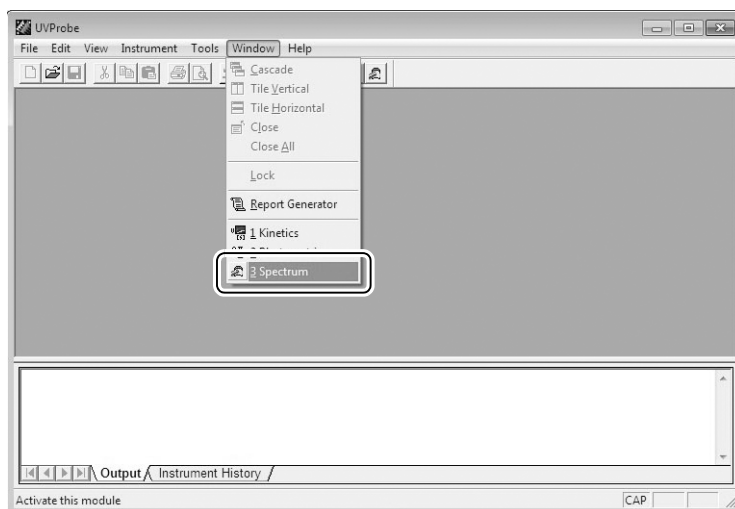 UVProbe
File Edit View Instrument Tools Window Help
Cascade
Tile Vertical
Tile Horizontal
Close
Close All
Lock
Report Generator
1 Kinetics
3 Spectrum
Output Instrument History
Activate this module CAP